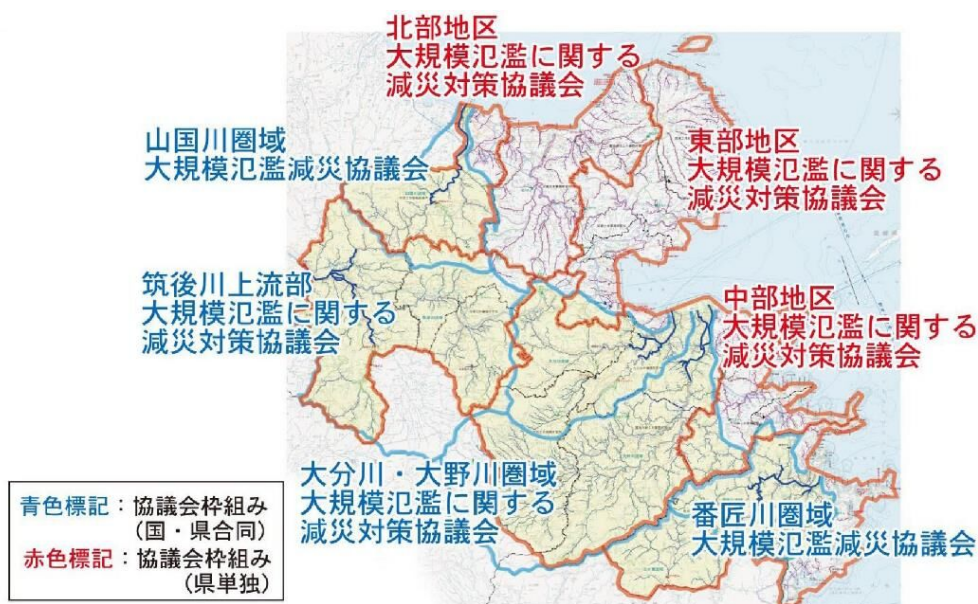 北部地区
大規模氾濫に関する
減災対策協議会
山国川圏域
大規模氾濫減災協議会
東部地区
大規模氾濫に関する
減災対策協議会
筑後川上流部
大規模氾濫に関する
減災対策協議会
中部地区
大規模氾濫に関する
減災対策協議会
大分川・大野川圏域
大規模氾濫に関する
減災対策協議会
番匠川圏域
大規模氾濫減災協議会
青色標記：協議会枠組み
(国・県合同)
赤色標記：協議会枠組み
(県単独)